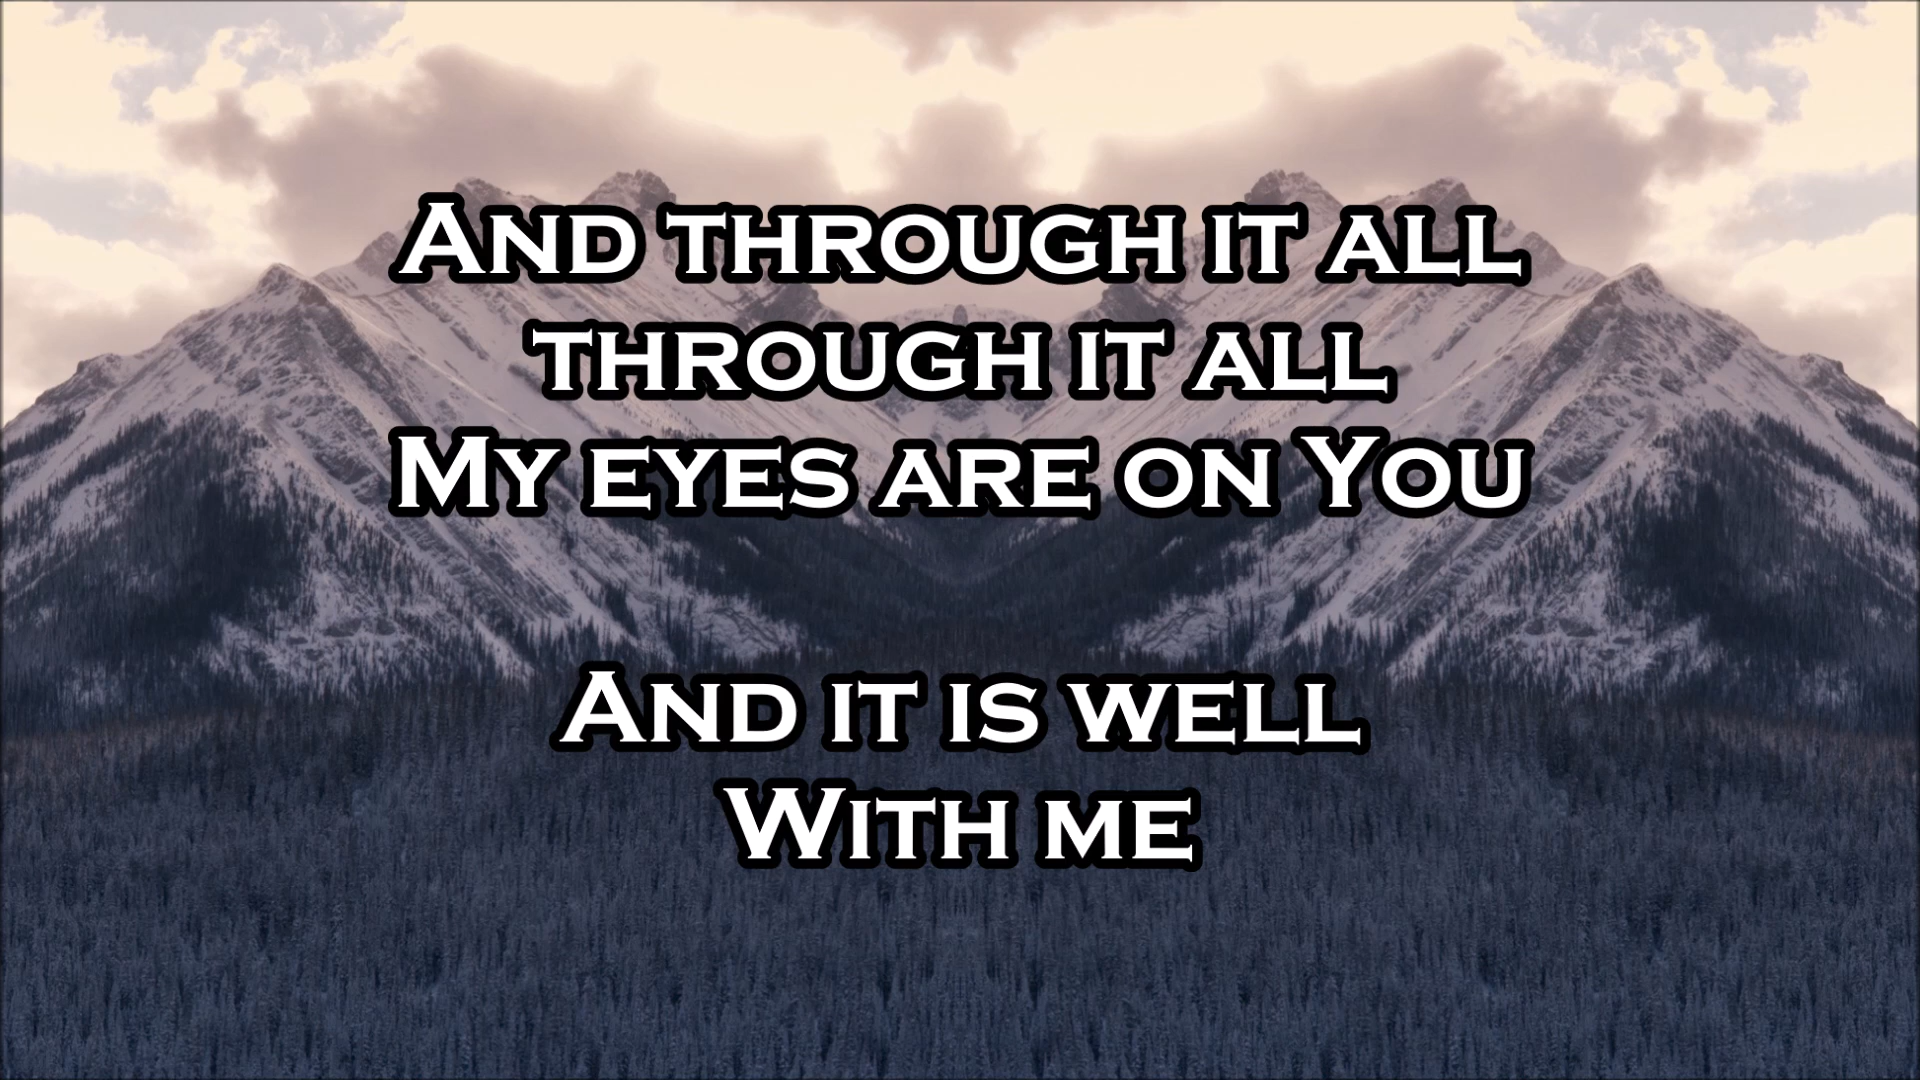 And through it all
through it all
My eyes are on You
And it is well
With me